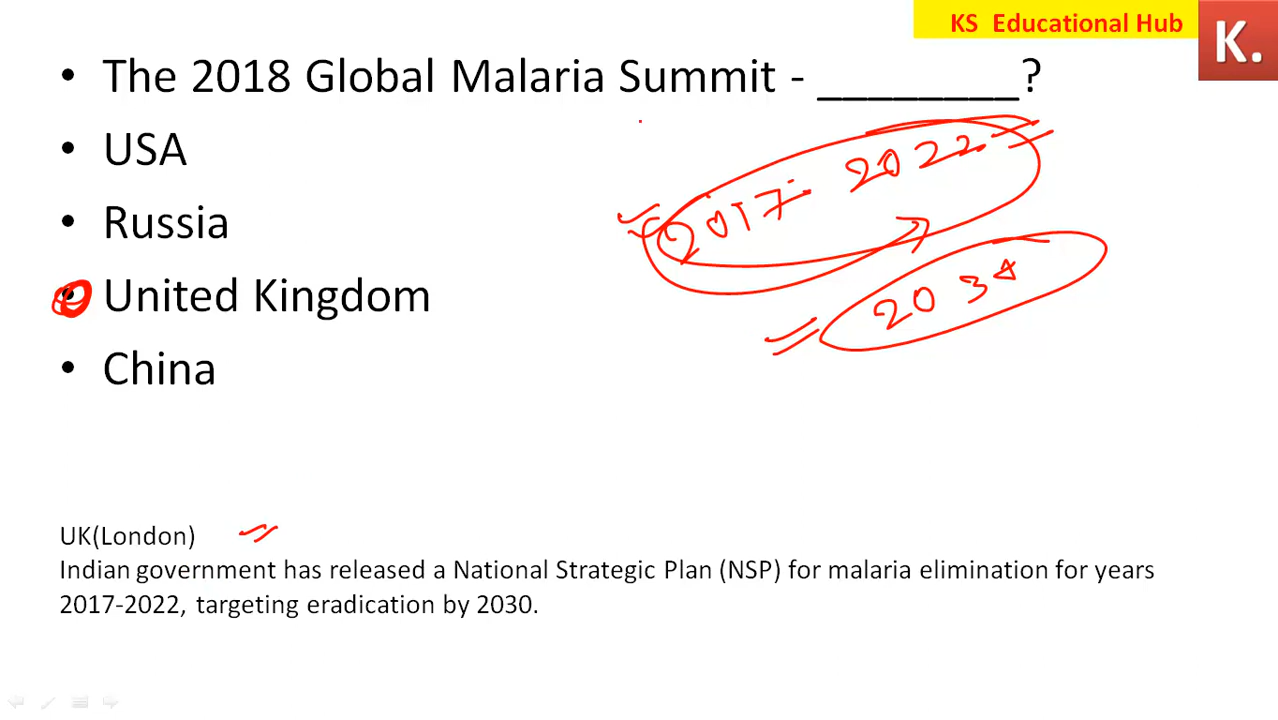 KS Educational Hub
K.
• The 2018 Global Malaria Summit - ________?
• USA
• Russia
• United Kingdom
• China
2017- 2022
203
UK(London)
Indian government has released a National Strategic Plan (NSP) for malaria elimination for years
2017-2022, targeting eradication by 2030.